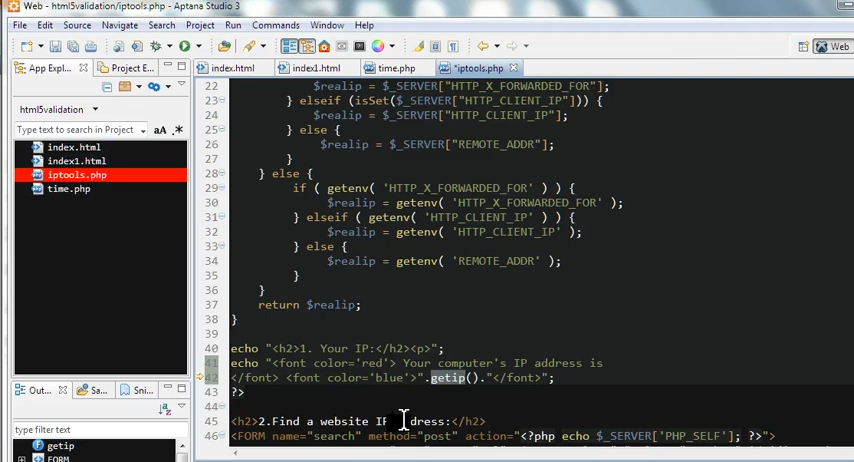 Web - html5validation/iptools.php - Aptana Studio 3
File Edit Source Navigate Search Project Run Commands Window Help
Web
App Expl... Project E...
index.html index1.html time.php *iptools.php
html5validation
Type text to search in Project aA .*
index.html
index1.html
iptools.php
time.php
22 $realip = $_SERVER["HTTP_X_FORWARDED_FOR"];
23 } elseif (isSet($_SERVER["HTTP_CLIENT_IP"])) {
24 $realip = $_SERVER["HTTP_CLIENT_IP"];
25 } else {
26 $realip = $_SERVER["REMOTE_ADDR"];
27 }
28 } else {
29 if ( getenv( 'HTTP_X_FORWARDED_FOR' ) ) {
30 $realip = getenv( 'HTTP_X_FORWARDED_FOR' );
31 } elseif ( getenv( 'HTTP_CLIENT_IP' ) ) {
32 $realip = getenv( 'HTTP_CLIENT_IP' );
33 } else {
34 $realip = getenv( 'REMOTE_ADDR' );
35 }
36 }
37 return $realip;
38 }
39
40 echo "<h2>1. Your IP:</h2><p>";
41 echo "<font color='red'> Your computer's IP address is
42 </font> <font color='blue'>".getip()."</font>";
43 ?>
44
45 <h2>2.Find a website IP address:</h2>
46 <FORM name="search" method="post" action="<?php echo $_SERVER['PHP_SELF']; ?>">
Out... Sa... Sni...
type filter text
getip
FORM